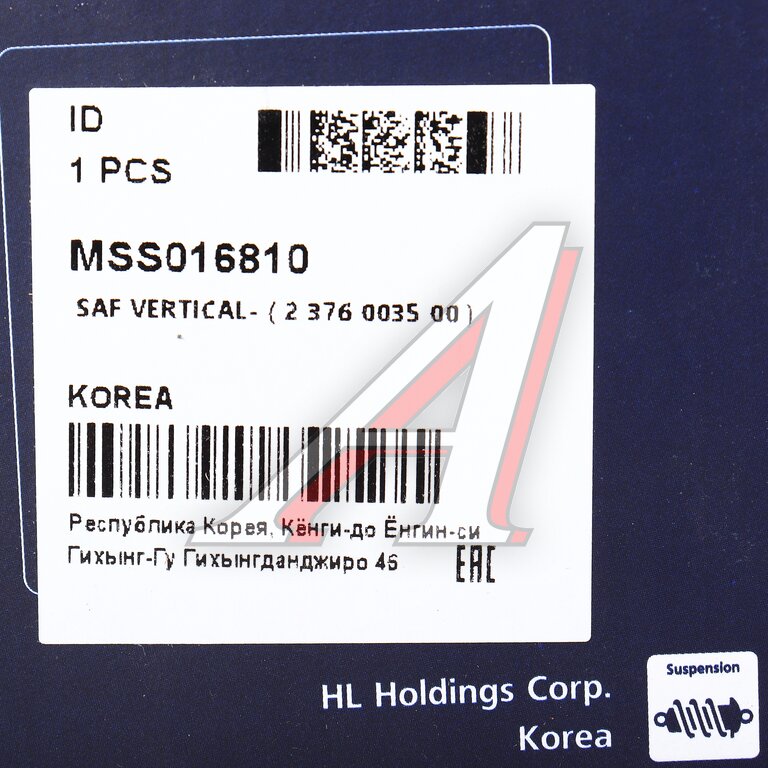 ID
1 PCS
MSS016810
SAF VERTICAL- ( 2 376 0035 00 )
KOREA
Республика Корея, Кёнги-до Ёнгин-си
Гихынг-Гу Гихынгданджиро 46
EAC
HL Holdings Corp.
Korea
Suspension